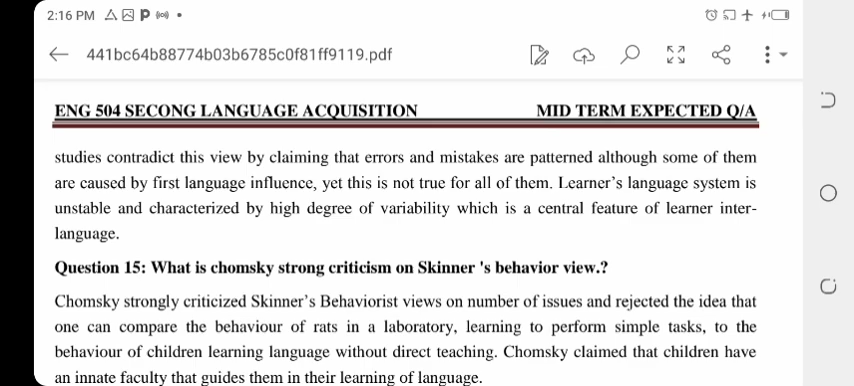 2:16 PM
441bc64b88774b03b6785c0f81ff9119.pdf
ENG 504 SECONG LANGUAGE ACQUISITION MID TERM EXPECTED Q/A
studies contradict this view by claiming that errors and mistakes are patterned although some of them
are caused by first language influence, yet this is not true for all of them. Learner's language system is
unstable and characterized by high degree of variability which is a central feature of learner inter-
language.
Question 15: What is chomsky strong criticism on Skinner 's behavior view.?
Chomsky strongly criticized Skinner's Behaviorist views on number of issues and rejected the idea that
one can compare the behaviour of rats in a laboratory, learning to perform simple tasks, to the
behaviour of children learning language without direct teaching. Chomsky claimed that children have
an innate faculty that guides them in their learning of language.